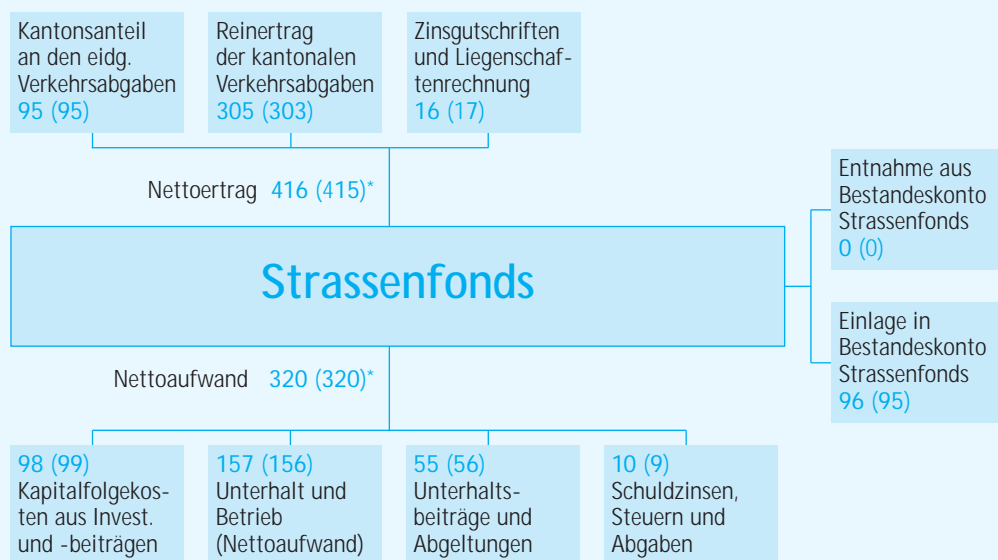 Kantonsanteil
an den eidg.
Verkehrsabgaben
95 (95)
Reinertrag
der kantonalen
Verkehrsabgaben
305 (303)
Zinsgutschriften
und Liegenschaf-
tenrechnung
16 (17)
Nettoertrag 416 (415)*
Strassenfonds
Entnahme aus
Bestandeskonto
Strassenfonds
0 (0)
Einlage in
Bestandeskonto
Strassenfonds
96 (95)
Nettoaufwand 320 (320)*
98 (99)
Kapitalfolgekos-
ten aus Invest.
und -beiträgen
157 (156)
Unterhalt und
Betrieb
(Nettoaufwand)
55 (56)
Unterhalts-
beiträge und
Abgeltungen
10 (9)
Schuldzinsen,
Steuern und
Abgaben